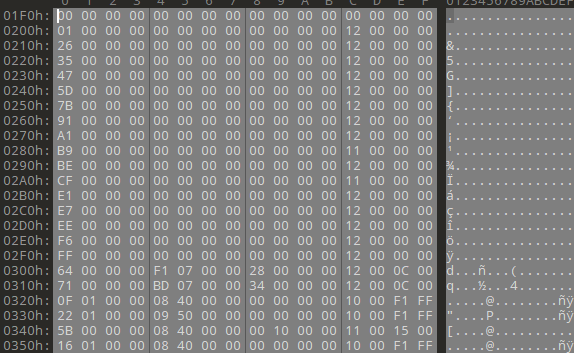 0 1 2 3 4 5 6 7 8 9 A B C D E F 0123456789ABCDEF
01F0h: 00 00 00 00 00 00 00 00 00 00 00 00 00 00 00 00 ................
0200h: 01 00 00 00 00 00 00 00 00 00 00 00 12 00 00 00 ................
0210h: 26 00 00 00 00 00 00 00 00 00 00 00 12 00 00 00 &...............
0220h: 35 00 00 00 00 00 00 00 00 00 00 00 12 00 00 00 5...............
0230h: 47 00 00 00 00 00 00 00 00 00 00 00 12 00 00 00 G...............
0240h: 5D 00 00 00 00 00 00 00 00 00 00 00 12 00 00 00 ]...............
0250h: 7B 00 00 00 00 00 00 00 00 00 00 00 12 00 00 00 {...............
0260h: 91 00 00 00 00 00 00 00 00 00 00 00 12 00 00 00 '...............
0270h: A1 00 00 00 00 00 00 00 00 00 00 00 12 00 00 00 ¡...............
0280h: B9 00 00 00 00 00 00 00 00 00 00 00 11 00 00 00 ¹...............
0290h: BE 00 00 00 00 00 00 00 00 00 00 00 12 00 00 00 ¾...............
02A0h: CF 00 00 00 00 00 00 00 00 00 00 00 11 00 00 00 Ï...............
02B0h: E1 00 00 00 00 00 00 00 00 00 00 00 12 00 00 00 á...............
02C0h: E7 00 00 00 00 00 00 00 00 00 00 00 12 00 00 00 ç...............
02D0h: EE 00 00 00 00 00 00 00 00 00 00 00 12 00 00 00 î...............
02E0h: F6 00 00 00 00 00 00 00 00 00 00 00 12 00 00 00 ö...............
02F0h: FF 00 00 00 00 00 00 00 00 00 00 00 12 00 00 00 ÿ...............
0300h: 64 00 00 00 F1 07 00 00 28 00 00 00 12 00 0C 00 d...ñ...(.......
0310h: 71 00 00 00 BD 07 00 00 34 00 00 00 12 00 0C 00 q...½...4.......
0320h: 0F 01 00 00 08 40 00 00 00 00 00 00 10 00 F1 FF .....@........ñÿ
0330h: 22 01 00 00 09 50 00 00 00 00 00 00 10 00 F1 FF "....P........ñÿ
0340h: 5B 00 00 00 08 40 00 00 00 10 00 00 11 00 15 00 [....@..........
0350h: 16 01 00 00 08 40 00 00 00 00 00 00 10 00 F1 FF .....@........ñÿ